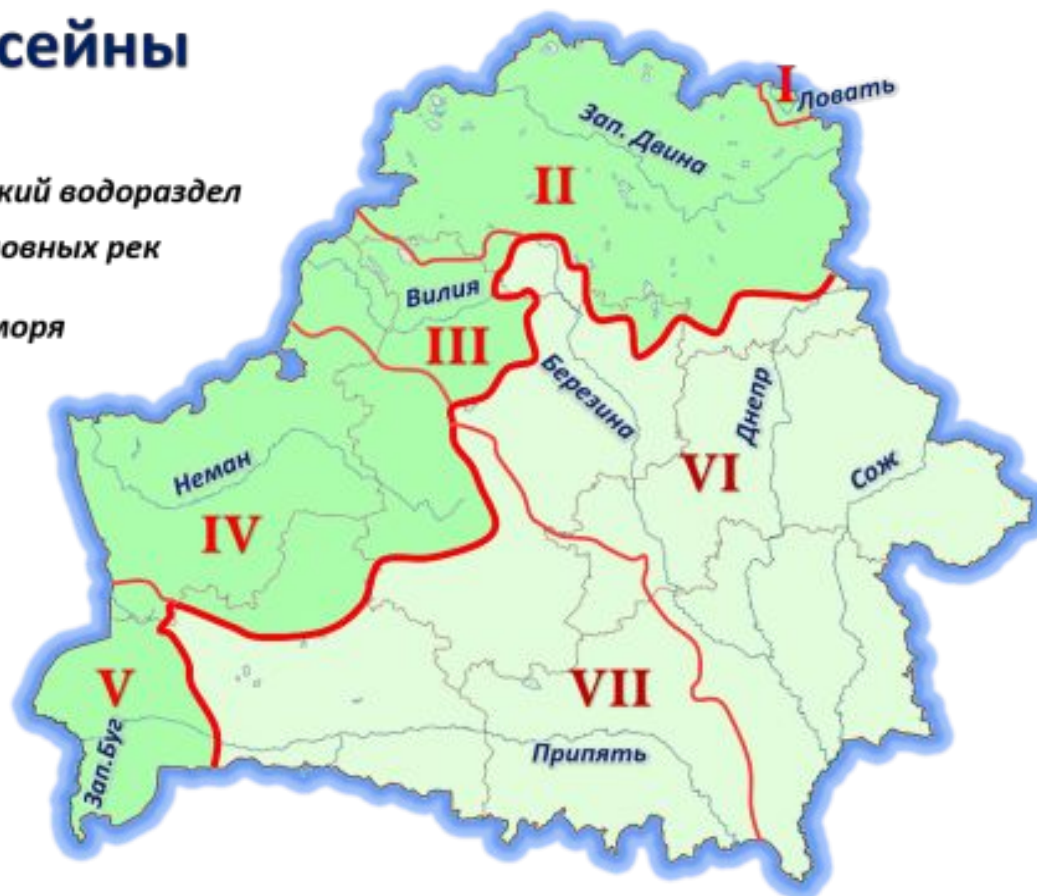 сейны
кий водораздел
овных рек
моря
I
Ловать
Зап. Двина
II
Вилия
III
Березина
Днепр
Неман
VI
Сож
IV
V
VII
Зап.Буг
Припять